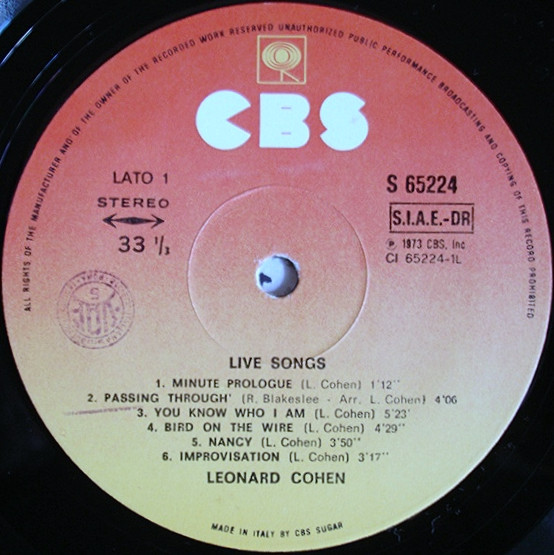 ALL RIGHTS OF THE MANUFACTURER AND OF THE OWNER OF THE RECORDED WORK RESERVED UNAUTHORIZED PUBLIC PERFORMANCE BROADCASTING AND COPYING OF THIS RECORD PROHIBITED
CBS
LATO 1
STEREO
33 1/3
S 65224
S.I.A.E.-DR
℗ 1973 CBS, Inc
CI 65224-1L
LIVE SONGS
1. MINUTE PROLOGUE (L. Cohen) 1'12''
2. PASSING THROUGH' (R. Blakeslee - Arr. L. Cohen) 4'06
3. YOU KNOW WHO I AM (L. Cohen) 5'23'
4. BIRD ON THE WIRE (L. Cohen) 4'29''
5. NANCY (L. Cohen) 3'50''
6. IMPROVISATION (L. Cohen) 3'17''
LEONARD COHEN
MADE IN ITALY BY CBS SUGAR